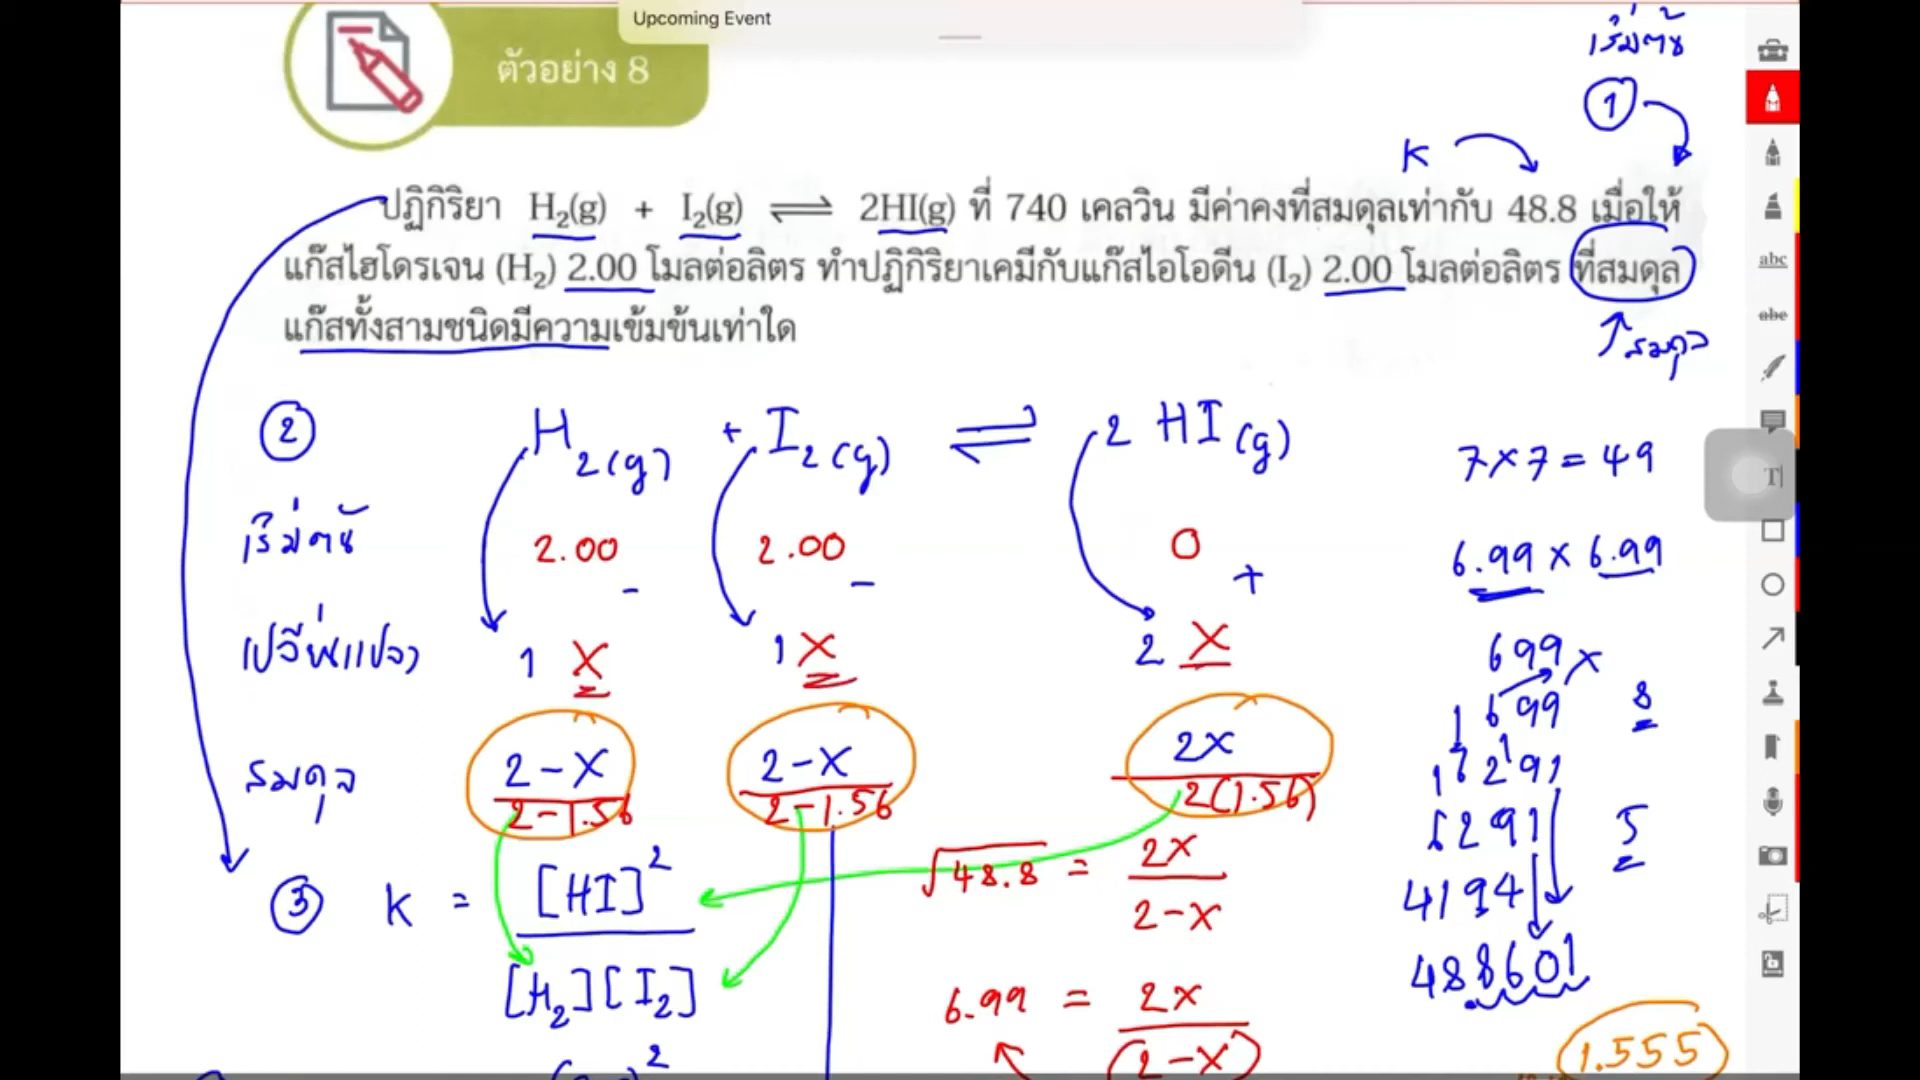 Upcoming Event
ตัวอย่าง 8
เริ่มต้น
1
K
ปฏิกิริยา H₂(g) + I₂(g) ⇌ 2HI(g) ที่ 740 เคลวิน มีค่าคงที่สมดุลเท่ากับ 48.8 เมื่อให้
แก๊สไฮโดรเจน (H₂) 2.00 โมลต่อลิตร ทำปฏิกิริยาเคมีกับแก๊สไอโอดีน (I₂) 2.00 โมลต่อลิตร ที่สมดุล
แก๊สทั้งสามชนิดมีความเข้มข้นเท่าใด
สมดุล
2 H₂(g) + I₂(g) ⇌ 2 HI(g)
เริ่มต้น 2.00 2.00 0
- - +
เปลี่ยนแปลง 1 X 1 X 2 X
สมดุล 2-X 2-X 2X
2-1.56 2-1.56 2(1.56)
3 K = [HI]²
[H₂][I₂]
√48.8 = 2X
2-X
6.99 = 2X
(2-X)
7×7=49
6.99 × 6.99
699 ×
699 8
6291
6291 5
4194
488601
1.555
abc
abc
T